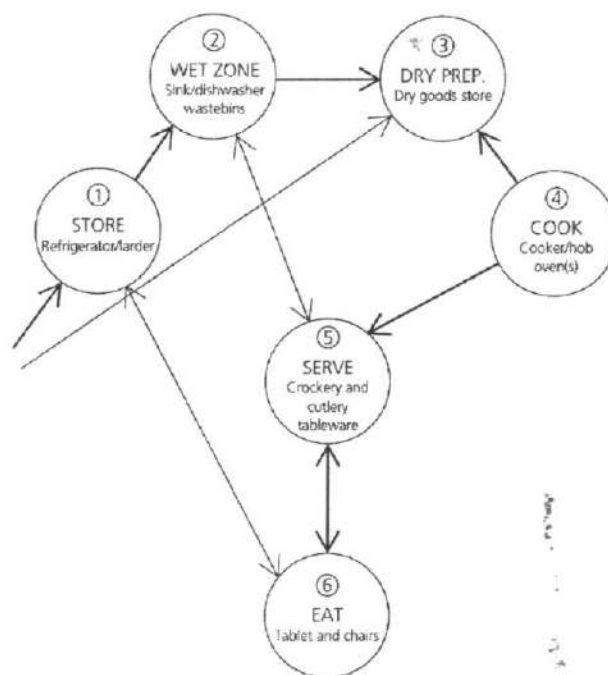 ①
STORE
Refrigerator/larder
②
WET ZONE
Sink/dishwasher
wastebins
③
DRY PREP.
Dry goods store
④
COOK
Cooker/hob
oven(s)
⑤
SERVE
Crockery and
cutlery
tableware
⑥
EAT
Tablet and chairs